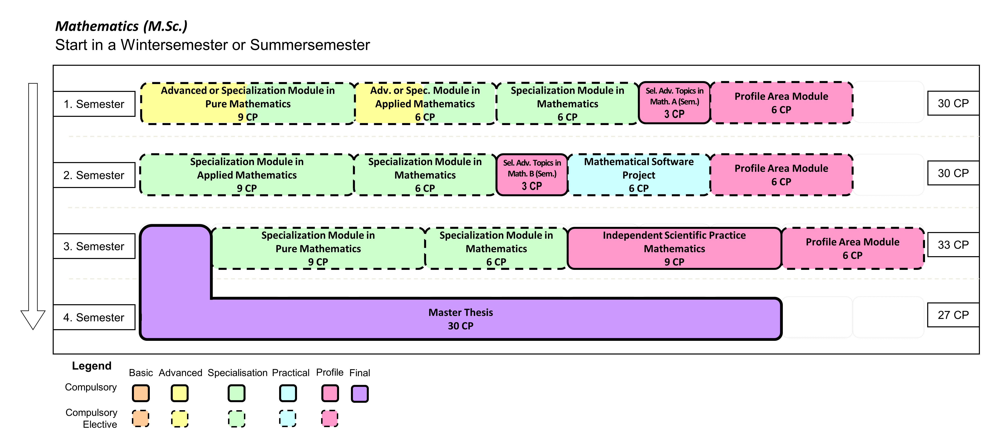 Mathematics (M.Sc.)
Start in a Wintersemester or Summersemester
1. Semester
Advanced or Specialization Module in
Pure Mathematics
9 CP
Adv. or Spec. Module in
Applied Mathematics
6 CP
Specialization Module in
Mathematics
6 CP
Sel. Adv. Topics in
Math. A (Sem.)
3 CP
Profile Area Module
6 CP
30 CP
2. Semester
Specialization Module in
Applied Mathematics
9 CP
Specialization Module in
Mathematics
6 CP
Sel. Adv. Topics in
Math. B (Sem.)
3 CP
Mathematical Software
Project
6 CP
Profile Area Module
6 CP
30 CP
3. Semester
Specialization Module in
Pure Mathematics
9 CP
Specialization Module in
Mathematics
6 CP
Independent Scientific Practice
Mathematics
9 CP
Profile Area Module
6 CP
33 CP
4. Semester
Master Thesis
30 CP
27 CP
Legend
Basic Advanced Specialisation Practical Profile Final
Compulsory
Compulsory
Elective